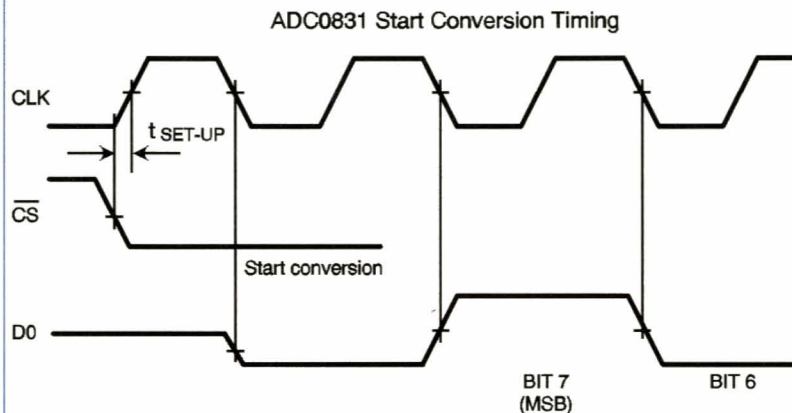 ADC0831 Start Conversion Timing
CLK
t SET-UP
CS
Start conversion
D0
BIT 7
(MSB)
BIT 6